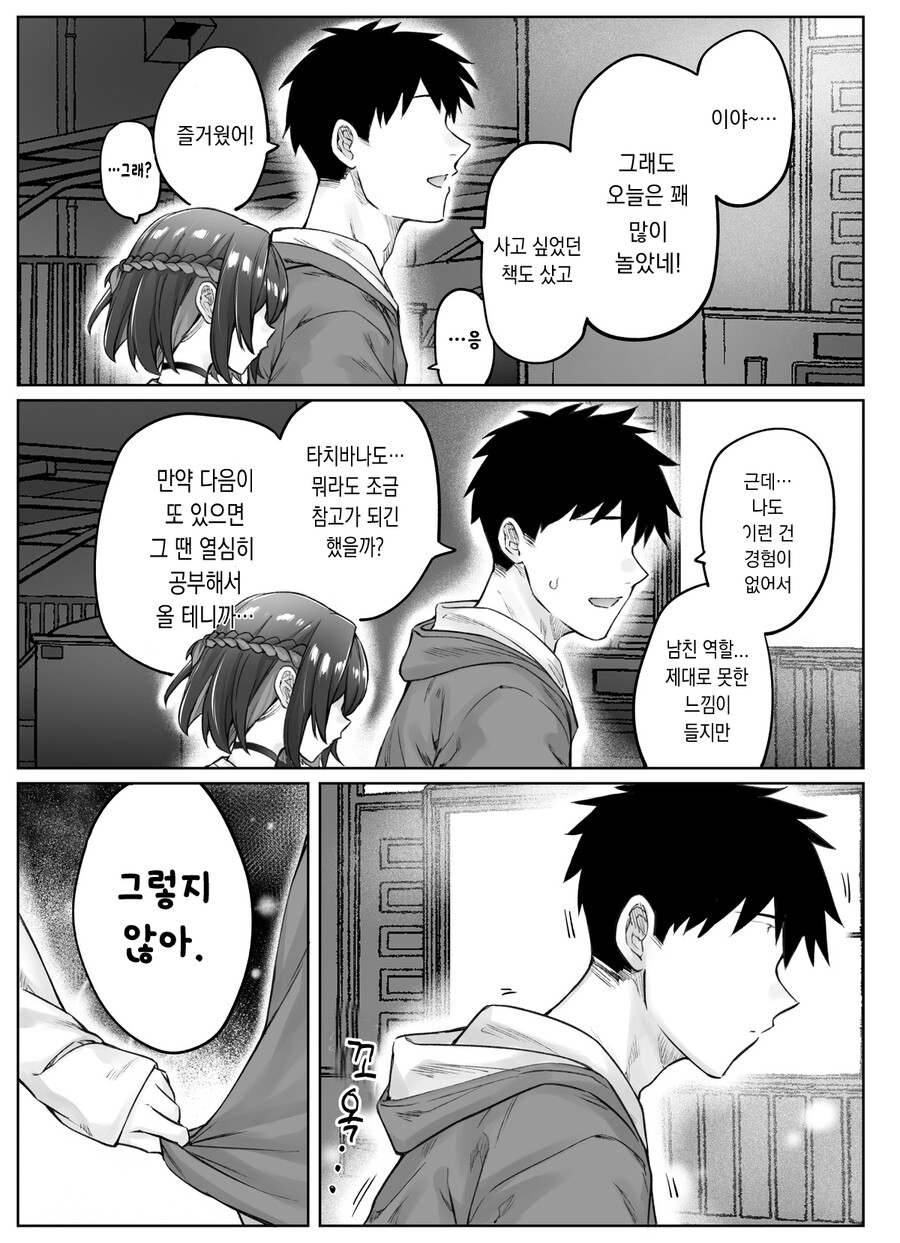 이야~…
그래도
오늘은 꽤
많이
놀았네!
사고 싶었던
책도 샀고
…응
즐거웠어!
…그래?
근데…
나도
이런 건
경험이
없어서
남친 역할…
제대로 못한
느낌이
들지만
타치바나도…
뭐라도 조금
참고가 되긴
했을까?
만약 다음이
또 있으면
그 땐 열심히
공부해서
올 테니까…
그렇지
않아.
꼬옥...